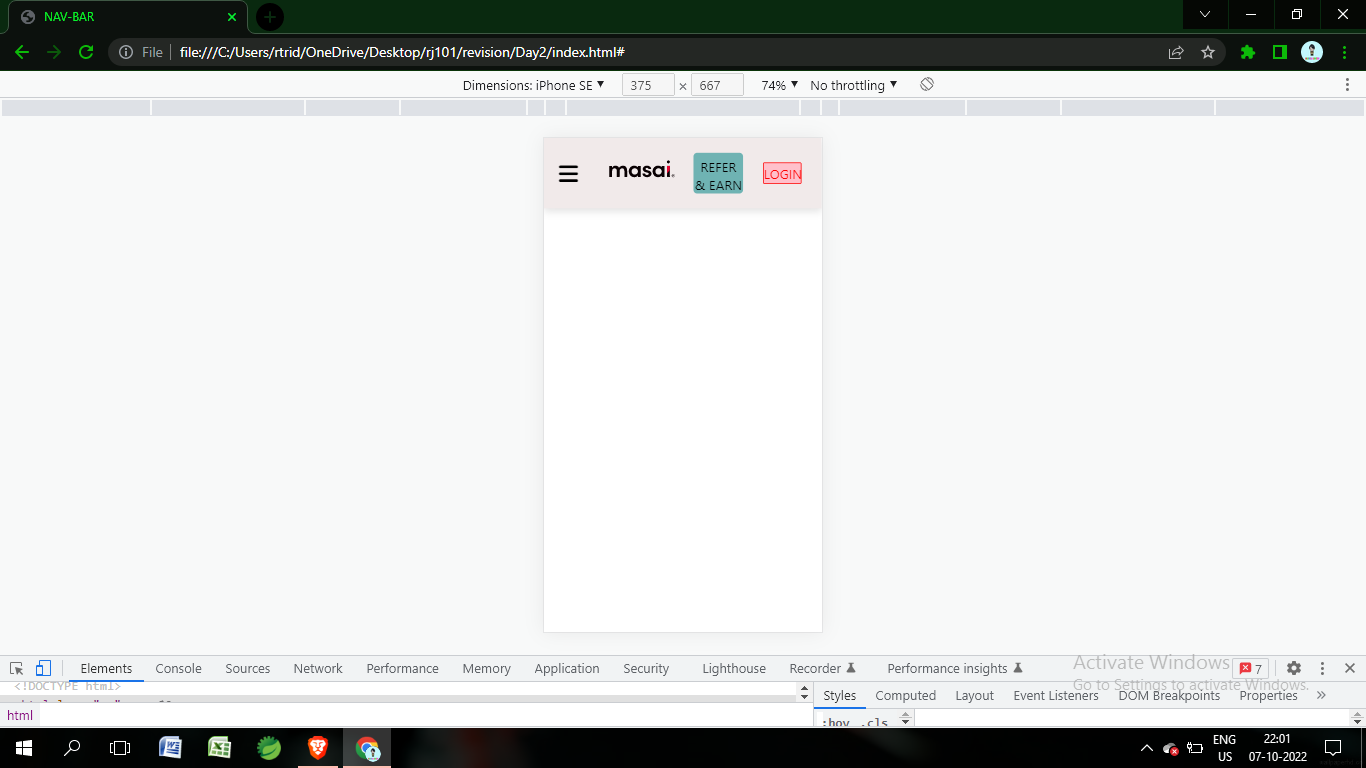 NAV-BAR
File file:///C:/Users/rtrid/OneDrive/Desktop/rj101/revision/Day2/index.html#
Dimensions: iPhone SE 375 × 667 74% No throttling
masai.
REFER
& EARN
LOGIN
Activate Windows
Go to Settings to activate Windows.
Elements Console Sources Network Performance Memory Application Security Lighthouse Recorder Performance insights 7
<!DOCTYPE html>
html
Styles Computed Layout Event Listeners DOM Breakpoints Properties »
:hov .cls
ENG
US
22:01
07-10-2022